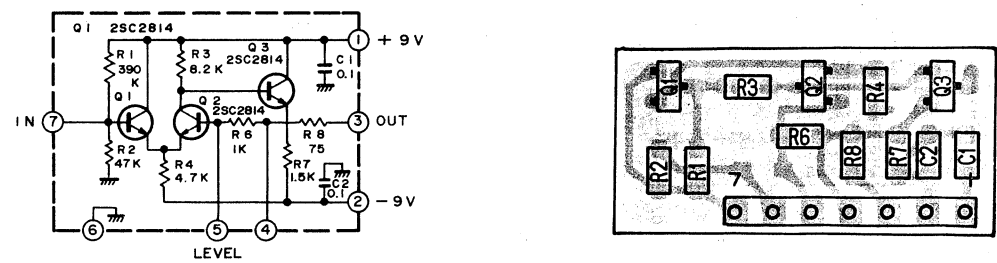 Q1 2SC2814
1 +9V
R1 390 K
R3 8.2K
Q3 2SC2814
C1 0.1
Q1
Q2 2SC2814
IN 7
R6 1K
R8 75
3 OUT
R2 47K
R4 4.7K
R7 1.5K
C2 0.1
2 -9V
6
5
4
LEVEL
Q1
R3
Q2
R4
Q3
R6
R2
R1
R8
R7
C2
C1
7
1